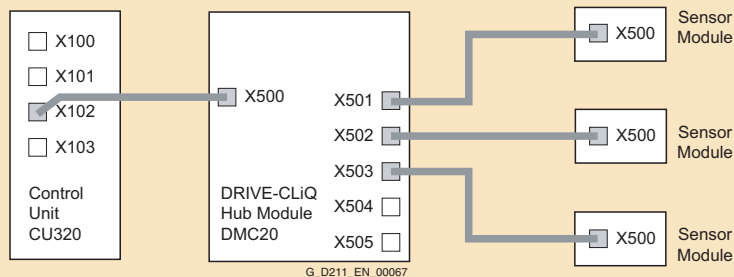 X100
X101
X102
X103
Control
Unit
CU320
X500
X501
X502
X503
X504
X505
DRIVE-CLiQ
Hub Module
DMC20
X500
Sensor
Module
X500
Sensor
Module
X500
Sensor
Module
G_D211_EN_00067